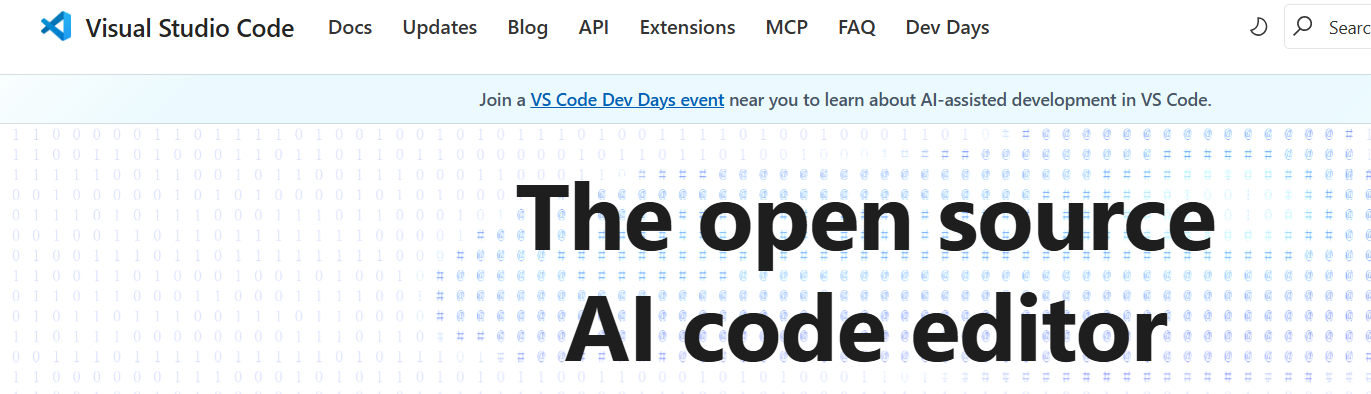 Visual Studio Code Docs Updates Blog API Extensions MCP FAQ Dev Days Searc
Join a VS Code Dev Days event near you to learn about AI-assisted development in VS Code.
The open source
AI code editor